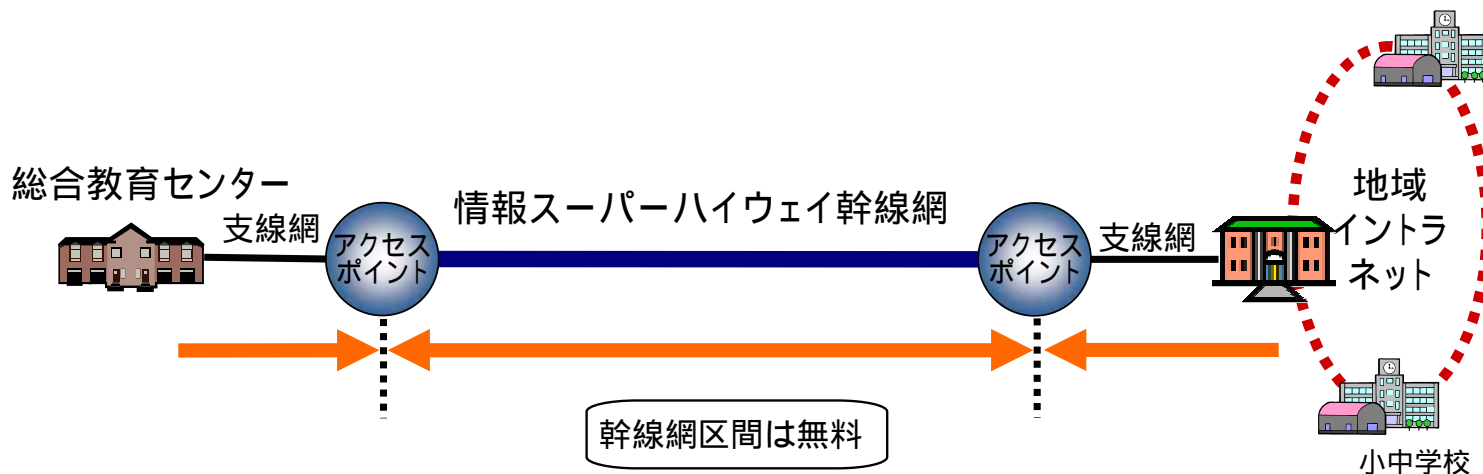 総合教育センター
支線網
アクセス
ポイント
情報スーパーハイウェイ幹線網
アクセス
ポイント
支線網
地域
イントラ
ネット
幹線網区間は無料
小中学校